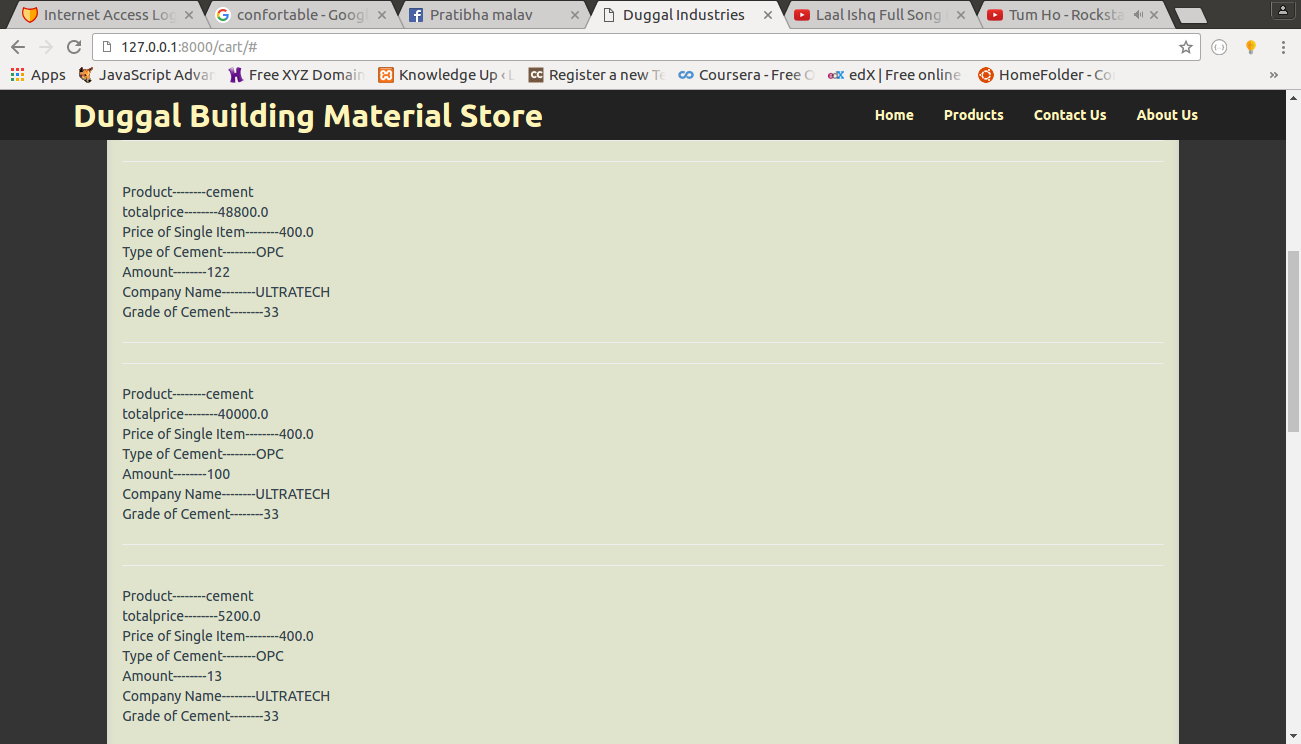 Internet Access Log
confortable - Goog
Pratibha malav
Duggal Industries
Laal Ishq Full Song
Tum Ho - Rocksta
127.0.0.1:8000/cart/#
Apps
JavaScript Advar
Free XYZ Domain
Knowledge Up ‹ L
Register a new Te
Coursera - Free O
edX | Free online
HomeFolder - Co
»
Duggal Building Material Store
Home
Products
Contact Us
About Us
Product--------cement
totalprice--------48800.0
Price of Single Item--------400.0
Type of Cement--------OPC
Amount--------122
Company Name--------ULTRATECH
Grade of Cement--------33
Product--------cement
totalprice--------40000.0
Price of Single Item--------400.0
Type of Cement--------OPC
Amount--------100
Company Name--------ULTRATECH
Grade of Cement--------33
Product--------cement
totalprice--------5200.0
Price of Single Item--------400.0
Type of Cement--------OPC
Amount--------13
Company Name--------ULTRATECH
Grade of Cement--------33